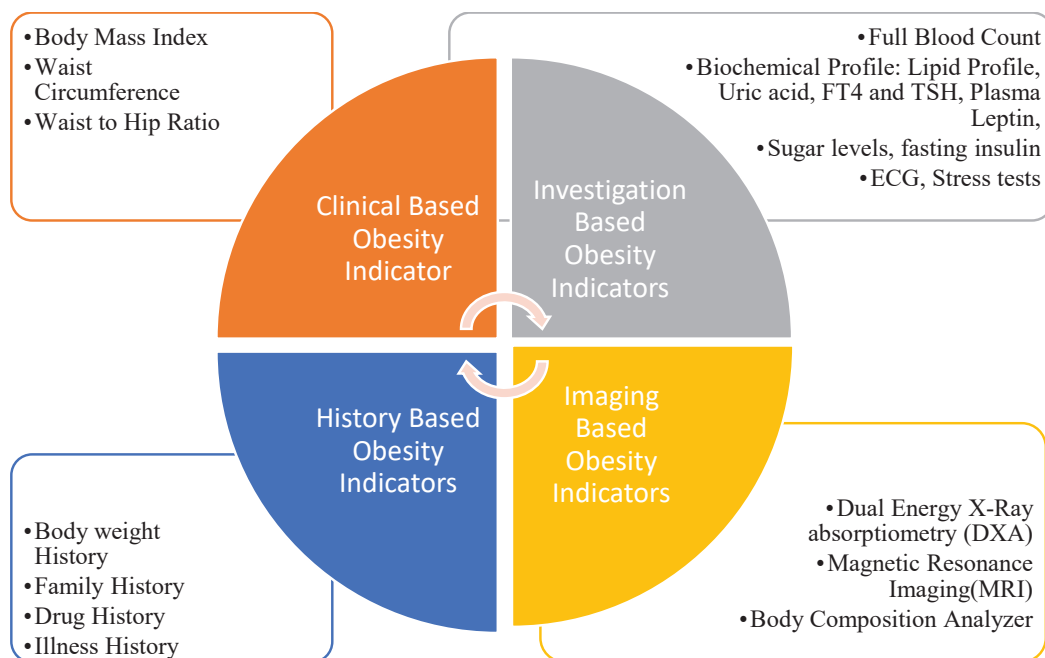 •Body Mass Index
•Waist
Circumference
•Waist to Hip Ratio
•Full Blood Count
•Biochemical Profile: Lipid Profile,
Uric acid, FT4 and TSH, Plasma
Leptin,
•Sugar levels, fasting insulin
•ECG, Stress tests
Clinical Based
Obesity
Indicator
Investigation
Based
Obesity
Indicators
History Based
Obesity
Indicators
Imaging
Based
Obesity
Indicators
•Body weight
History
•Family History
•Drug History
•Illness History
•Dual Energy X-Ray
absorptiometry (DXA)
•Magnetic Resonance
Imaging(MRI)
•Body Composition Analyzer